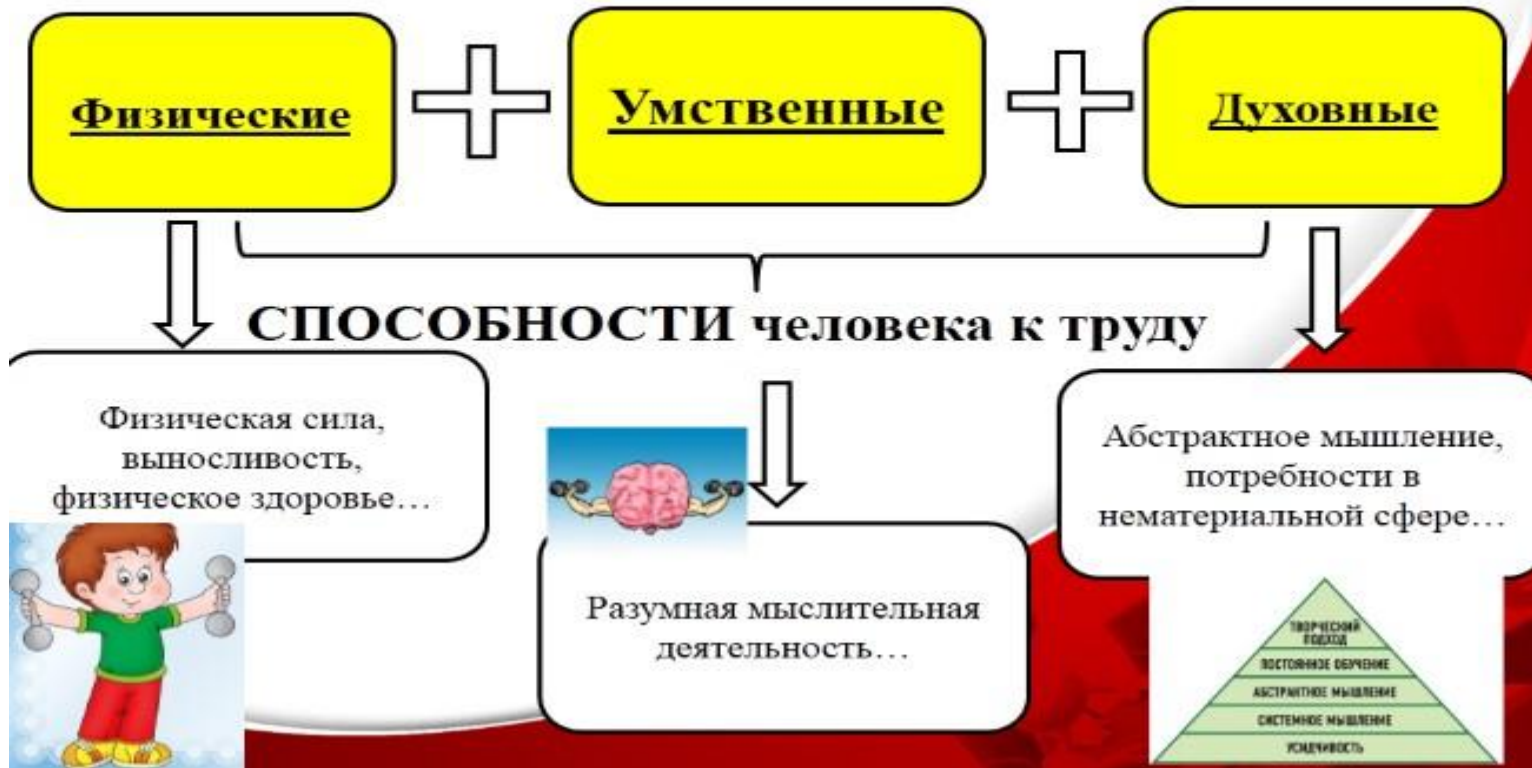 Физические
Умственные
Духовные
СПОСОБНОСТИ человека к труду
Физическая сила,
выносливость,
физическое здоровье…
Разумная мыслительная
деятельность…
Абстрактное мышление,
потребности в
нематериальной сфере…
ТВОРЧЕСКИЙ
ПОДХОД
ПОСТОЯННОЕ ОБУЧЕНИЕ
АБСТРАКТНОЕ МЫШЛЕНИЕ
СИСТЕМНОЕ МЫШЛЕНИЕ
УСИДЧИВОСТЬ